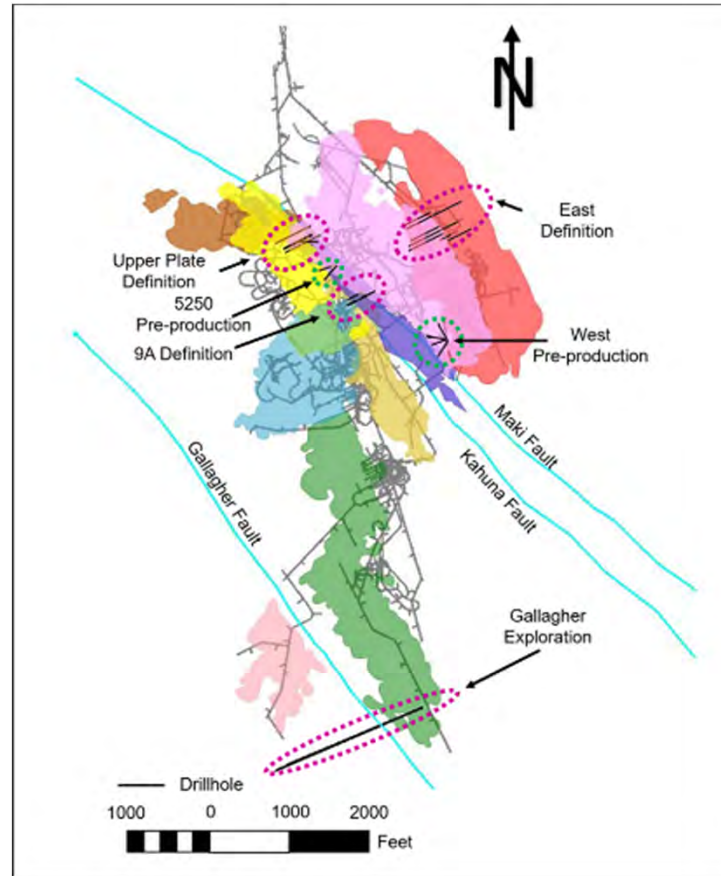 N
East
Definition
Upper Plate
Definition
5250
Pre-production
9A Definition
West
Pre-production
Maki Fault
Kahuna Fault
Gallagher Fault
Gallagher
Exploration
Drillhole
1000 0 1000 2000
Feet